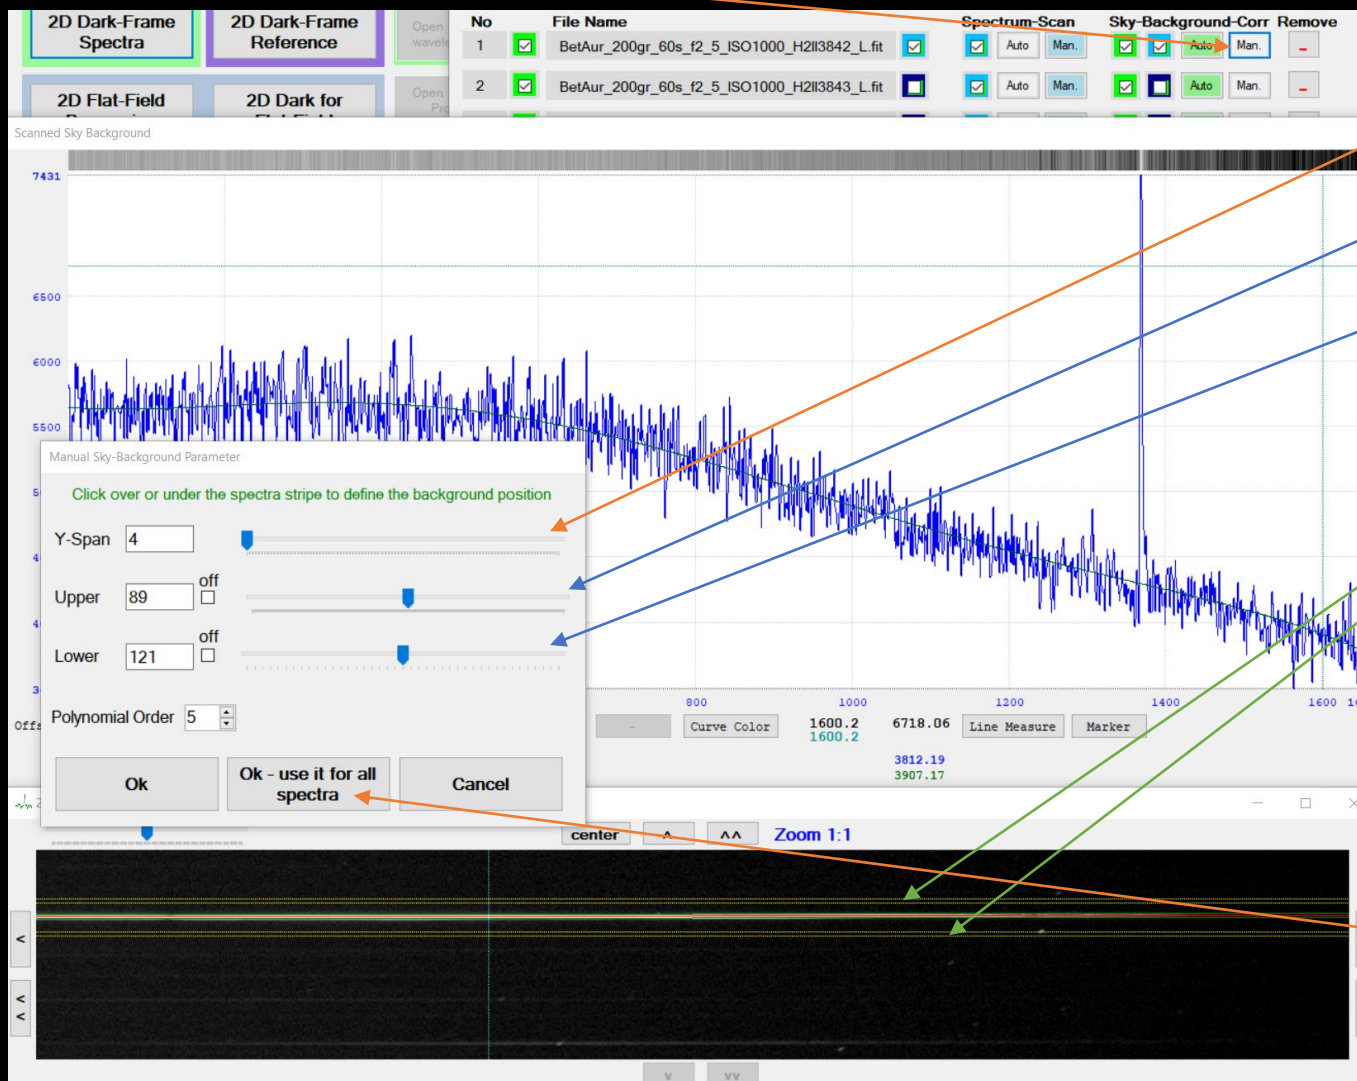 2D Dark-Frame Spectra
2D Dark-Frame Reference
Open
No File Name Spectrum-Scan Sky-Background-Corr Remove
1 BetAur_200gr_60s_f2_5_ISO1000_H2II3842_L.fit Auto Man. Auto Man. -
2D Flat-Field
2D Dark for
Open
2 BetAur_200gr_60s_f2_5_ISO1000_H2II3843_L.fit Auto Man. Auto Man. -
Scanned Sky Background
7431
6500
6000
5500
Manual Sky-Background Parameter
Click over or under the spectra stripe to define the background position
Y-Span 4
off
Upper 89
off
Lower 121
Polynomial Order 5
Ok
Ok - use it for all spectra
Cancel
800 1000 1200 1400 1600
- Curve Color 1600.2 6718.06 Line Measure Marker
1600.2
3812.19
3907.17
center ^ ^^ Zoom 1:1
<
<
<
v vv